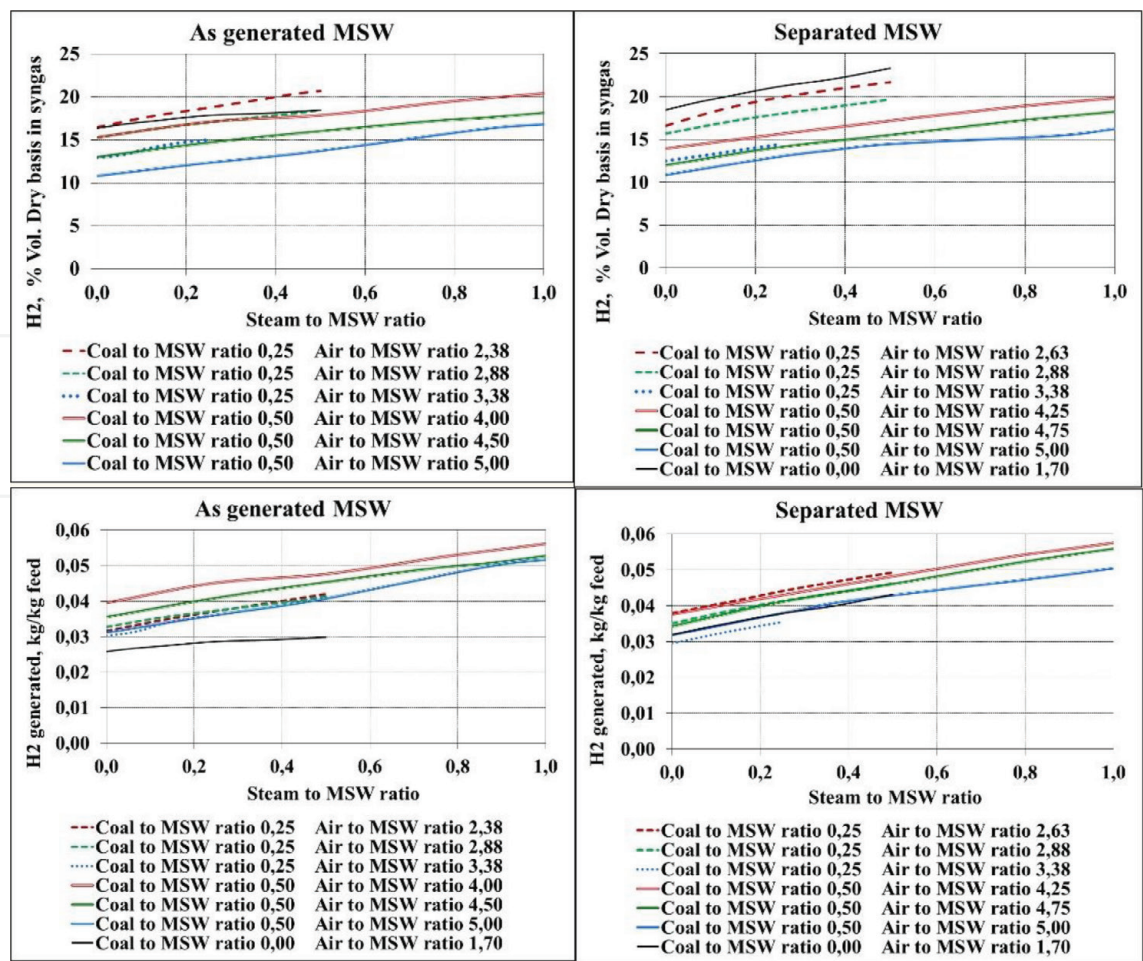 As generated MSW
H2, % Vol. Dry basis in syngas
25
20
15
10
5
0
0,0 0,2 0,4 0,6 0,8 1,0
Steam to MSW ratio
Coal to MSW ratio 0,25 Air to MSW ratio 2,38
Coal to MSW ratio 0,25 Air to MSW ratio 2,88
Coal to MSW ratio 0,25 Air to MSW ratio 3,38
Coal to MSW ratio 0,50 Air to MSW ratio 4,00
Coal to MSW ratio 0,50 Air to MSW ratio 4,50
Coal to MSW ratio 0,50 Air to MSW ratio 5,00
Separated MSW
H2, % Vol. Dry basis in syngas
25
20
15
10
5
0
0,0 0,2 0,4 0,6 0,8 1,0
Steam to MSW ratio
Coal to MSW ratio 0,25 Air to MSW ratio 2,63
Coal to MSW ratio 0,25 Air to MSW ratio 2,88
Coal to MSW ratio 0,25 Air to MSW ratio 3,38
Coal to MSW ratio 0,50 Air to MSW ratio 4,25
Coal to MSW ratio 0,50 Air to MSW ratio 4,75
Coal to MSW ratio 0,50 Air to MSW ratio 5,00
Coal to MSW ratio 0,00 Air to MSW ratio 1,70
As generated MSW
H2 generated, kg/kg feed
0,06
0,05
0,04
0,03
0,02
0,01
0,00
0,0 0,2 0,4 0,6 0,8 1,0
Steam to MSW ratio
Coal to MSW ratio 0,25 Air to MSW ratio 2,38
Coal to MSW ratio 0,25 Air to MSW ratio 2,88
Coal to MSW ratio 0,25 Air to MSW ratio 3,38
Coal to MSW ratio 0,50 Air to MSW ratio 4,00
Coal to MSW ratio 0,50 Air to MSW ratio 4,50
Coal to MSW ratio 0,50 Air to MSW ratio 5,00
Coal to MSW ratio 0,00 Air to MSW ratio 1,70
Separated MSW
H2 generated, kg/kg feed
0,06
0,05
0,04
0,03
0,02
0,01
0,00
0,0 0,2 0,4 0,6 0,8 1,0
Steam to MSW ratio
Coal to MSW ratio 0,25 Air to MSW ratio 2,63
Coal to MSW ratio 0,25 Air to MSW ratio 2,88
Coal to MSW ratio 0,25 Air to MSW ratio 3,38
Coal to MSW ratio 0,50 Air to MSW ratio 4,25
Coal to MSW ratio 0,50 Air to MSW ratio 4,75
Coal to MSW ratio 0,50 Air to MSW ratio 5,00
Coal to MSW ratio 0,00 Air to MSW ratio 1,70